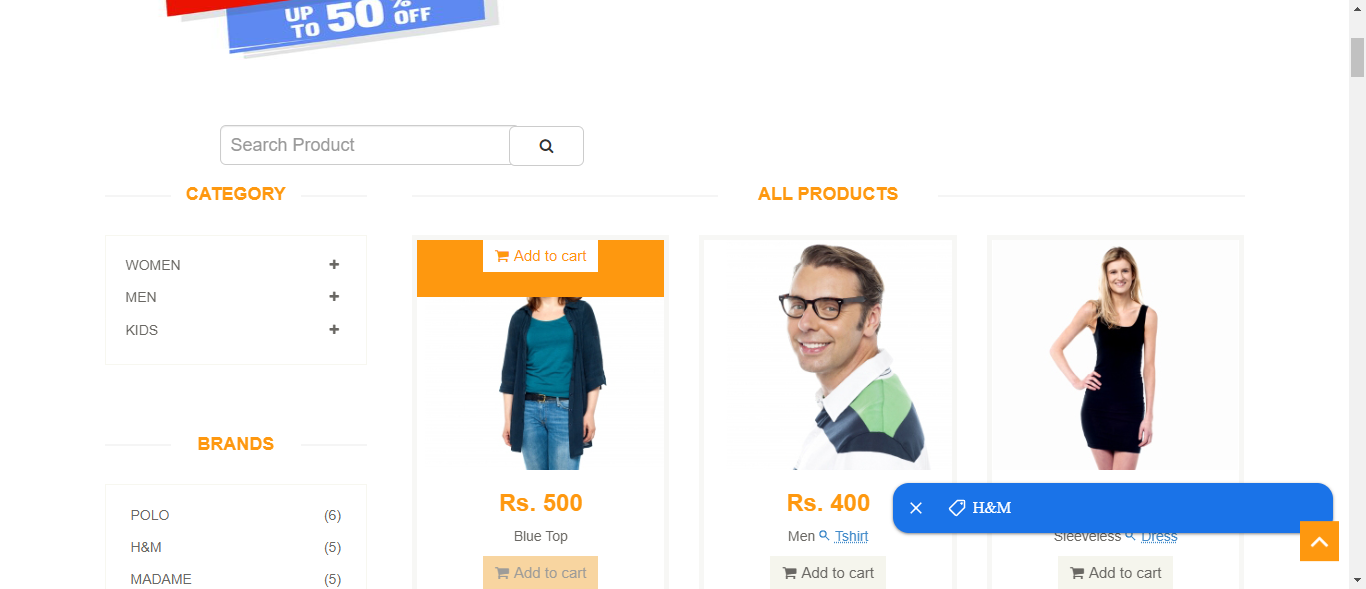 UP TO 50% OFF
Search Product
CATEGORY
ALL PRODUCTS
WOMEN
MEN
KIDS
Add to cart
BRANDS
POLO (6)
H&M (5)
MADAME (5)
Rs. 500
Blue Top
Add to cart
Rs. 400
Men Tshirt
Add to cart
H&M
Sleeveless Dress
Add to cart